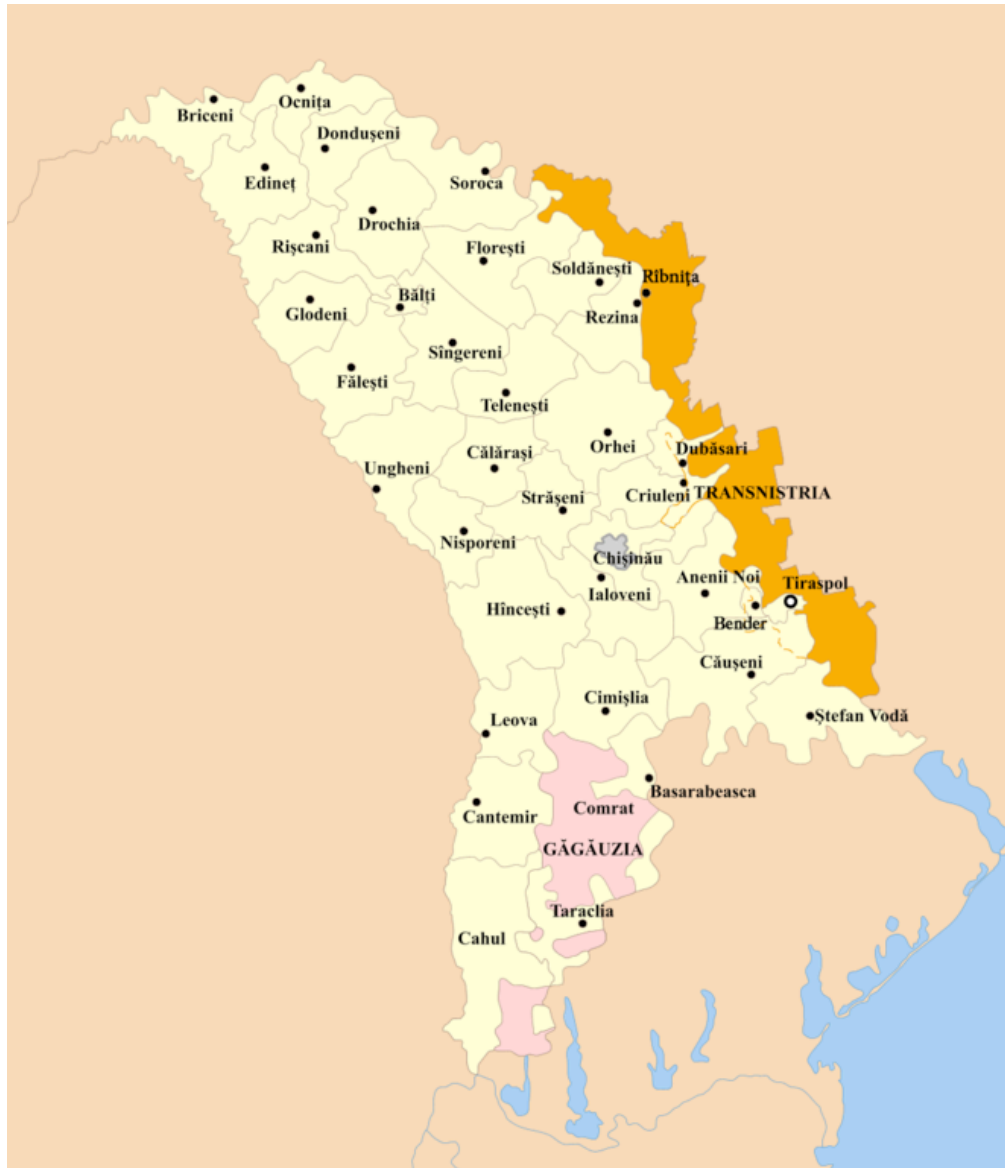 Ocnița
Briceni
Dondușeni
Edineț
Soroca
Drochia
Rișcani
Florești
Soldănești
Rîbnița
Bălți
Glodeni
Rezina
Sîngereni
Fălești
Telenești
Orhei
Dubăsari
Călărași
Ungheni
Criuleni
TRANSNISTRIA
Strășeni
Nisporeni
Chișinău
Anenii Noi
Tiraspol
Ialoveni
Hîncești
Bender
Căușeni
Cimișlia
Ștefan Vodă
Leova
Basarabeasca
Comrat
Cantemir
GĂGĂUZIA
Taraclia
Cahul